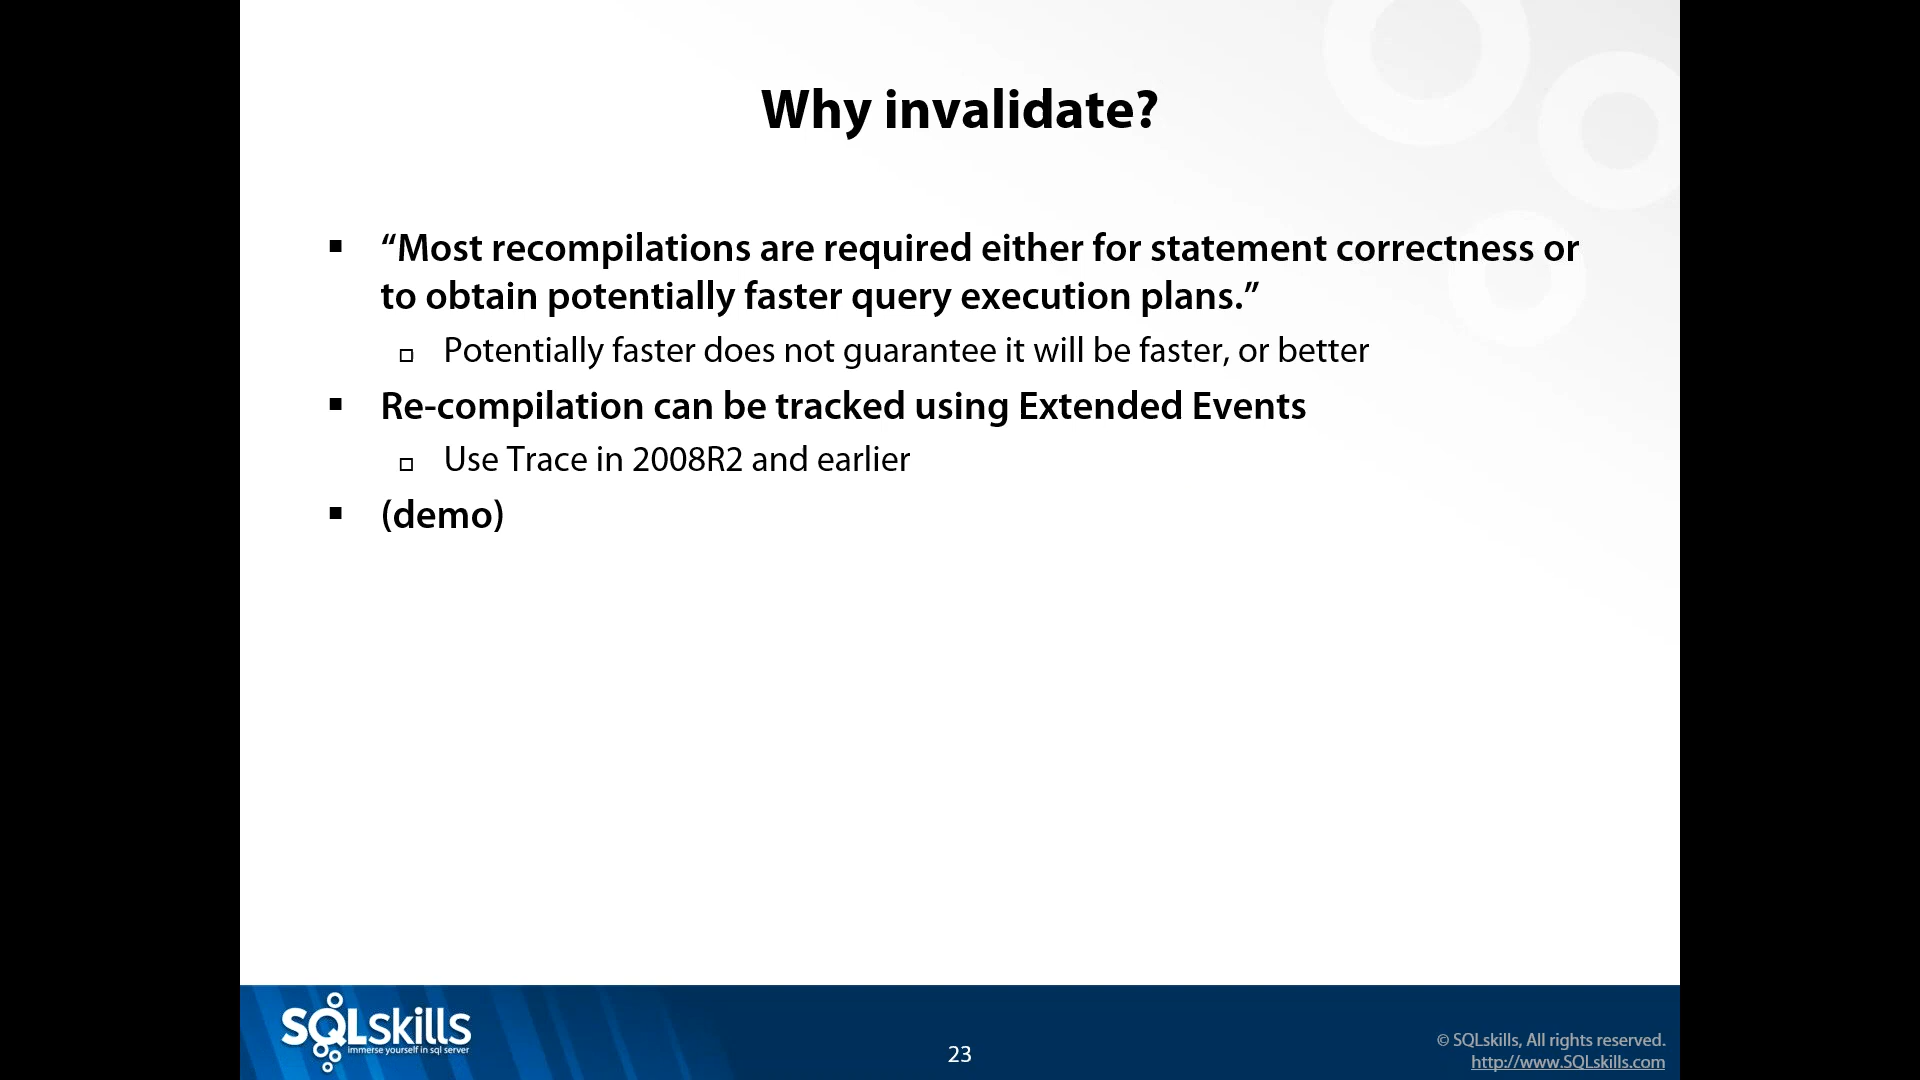 Why invalidate?
“Most recompilations are required either for statement correctness or
to obtain potentially faster query execution plans.”
Potentially faster does not guarantee it will be faster, or better
Re-compilation can be tracked using Extended Events
Use Trace in 2008R2 and earlier
(demo)
SQLskills
immerse yourself in sql server
23
© SQLskills, All rights reserved.
http://www.SQLskills.com